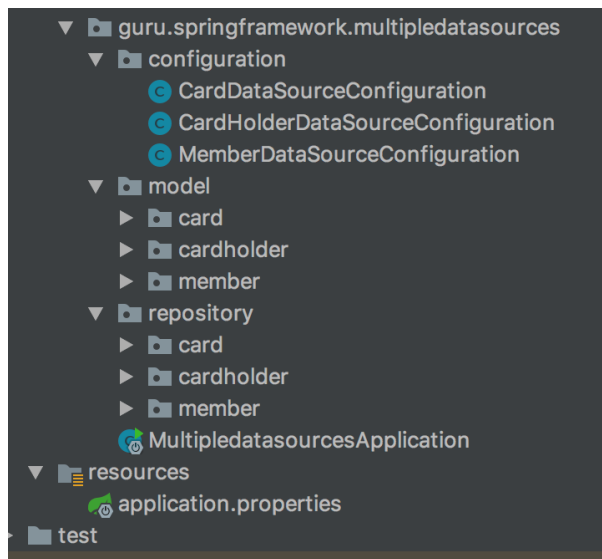 guru.springframework.multipledatasources
configuration
C CardDataSourceConfiguration
C CardHolderDataSourceConfiguration
C MemberDataSourceConfiguration
model
card
cardholder
member
repository
card
cardholder
member
MultipledatasourcesApplication
resources
application.properties
test